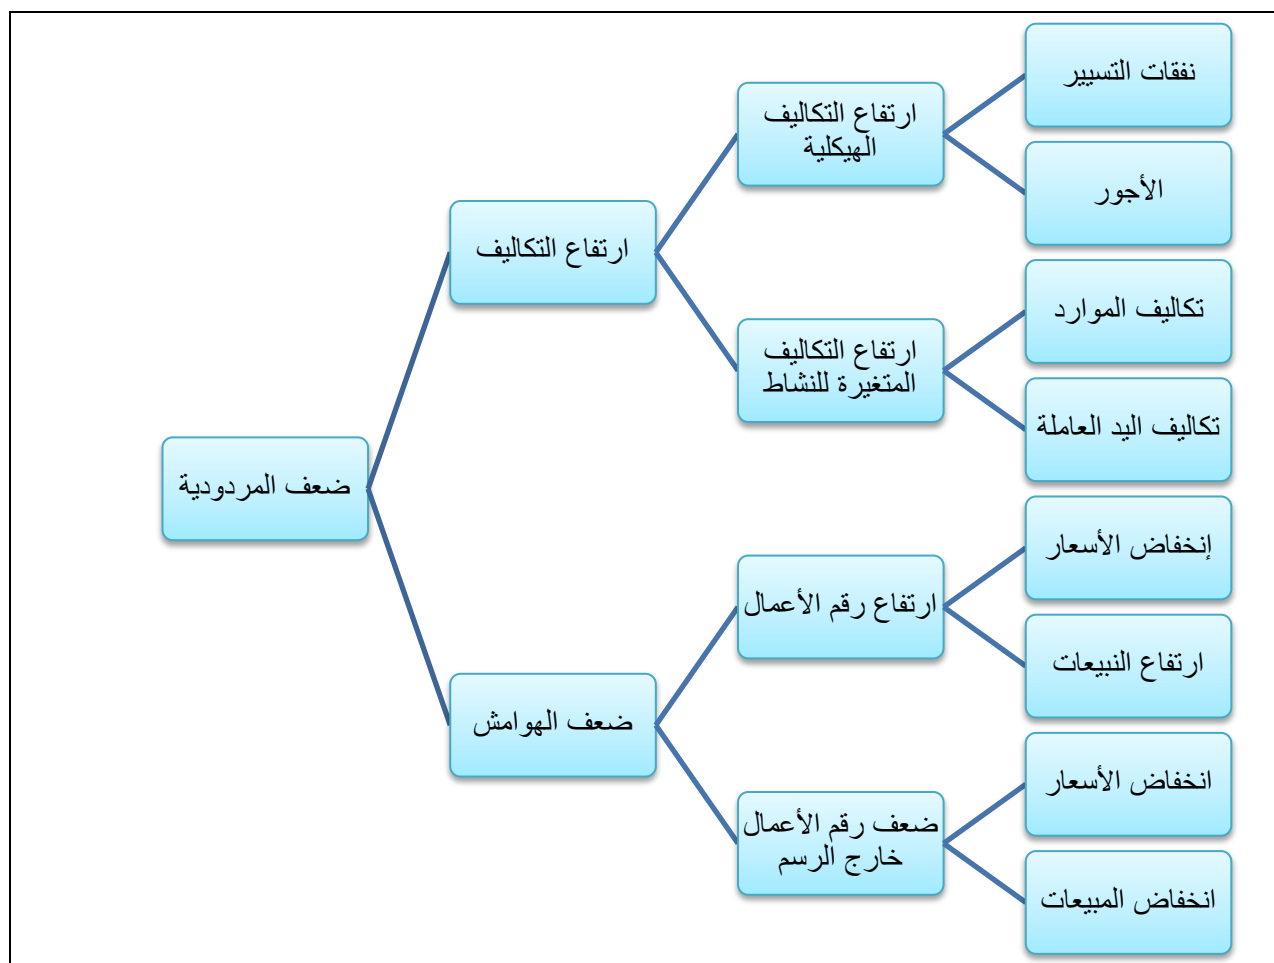 نفقات التسيير
ارتفاع التكاليف
الهيكلية
الأجور
ارتفاع التكاليف
تكاليف الموارد
ارتفاع التكاليف
المتغيرة للنشاط
تكاليف اليد العاملة
ضعف المردودية
إنخفاض الأسعار
ارتفاع رقم الأعمال
ارتفاع النبيعات
ضعف الهوامش
انخفاض الأسعار
ضعف رقم الأعمال
خارج الرسم
انخفاض المبيعات